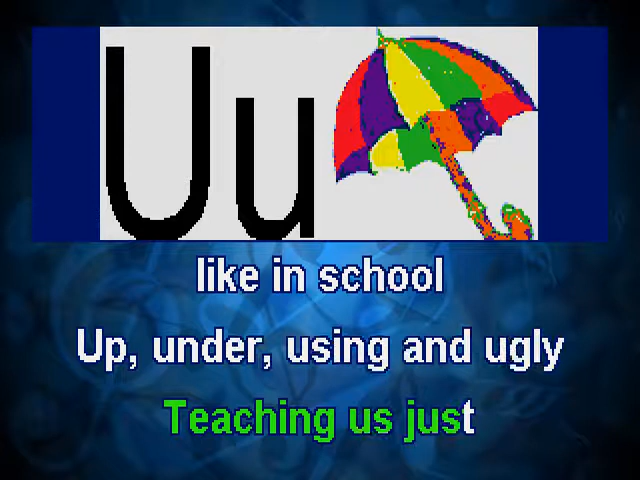 Uu
like in school
Up, under, using and ugly
Teaching us just